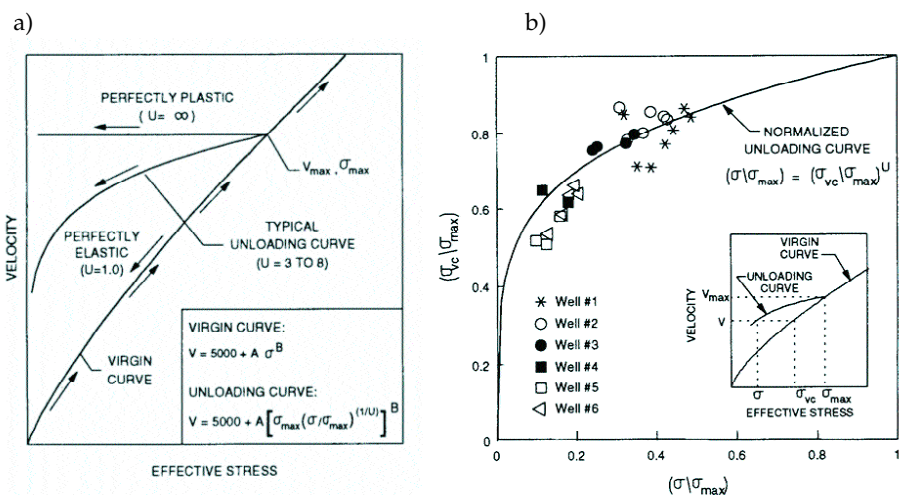 a)
PERFECTLY PLASTIC
( U= ∞)
Vmax , σmax
TYPICAL
UNLOADING CURVE
(U = 3 TO 8)
PERFECTLY
ELASTIC
(U=1.0)
VIRGIN
CURVE
VELOCITY
VIRGIN CURVE:
V = 5000 + A σ^B
UNLOADING CURVE:
V = 5000 + A[σmax(σ/σmax)^(1/U)]^B
EFFECTIVE STRESS
b)
1
0.8
0.6
0.4
0.2
0
(σvc\σmax)
NORMALIZED
UNLOADING CURVE
(σ\σmax) = (σvc\σmax)^U
Well #1
Well #2
Well #3
Well #4
Well #5
Well #6
VIRGIN
CURVE
UNLOADING
CURVE
Vmax
V
VELOCITY
σ σvc σmax
EFFECTIVE STRESS
0 0.2 0.4 0.6 0.8 1
(σ\σmax)